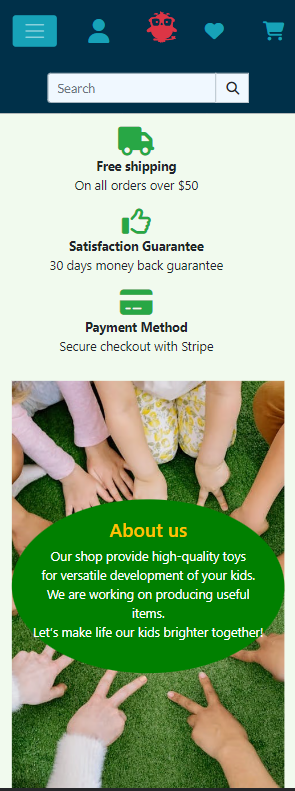 Search
Free shipping
On all orders over $50
Satisfaction Guarantee
30 days money back guarantee
Payment Method
Secure checkout with Stripe
About us
Our shop provide high-quality toys
for versatile development of your kids.
We are working on producing useful
items.
Let's make life our kids brighter together!